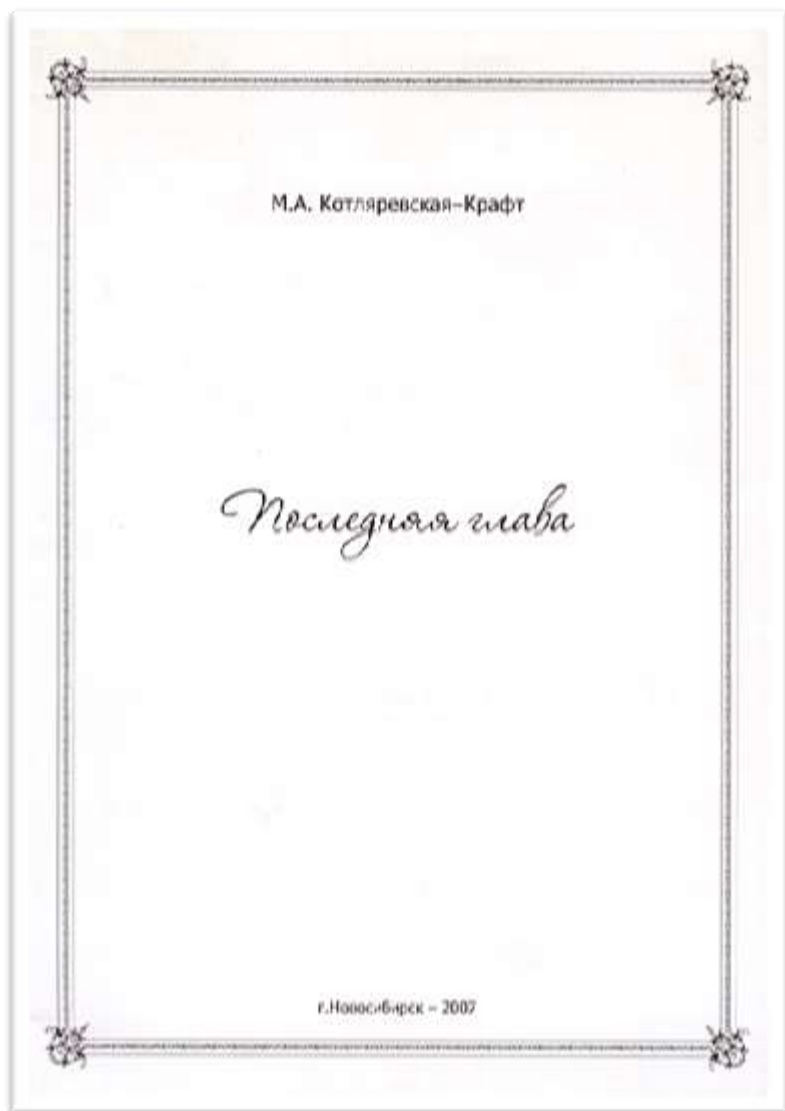 М.А. Котляревская–Крафт
Последняя глава
г.Новосибирск – 2007